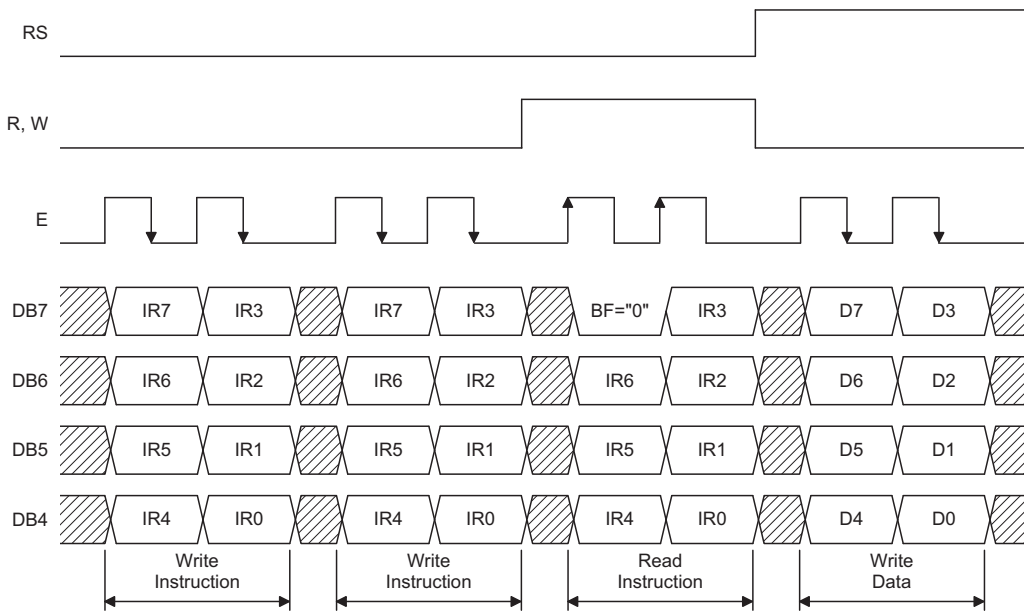 RS
R, W
E
DB7 IR7 IR3 IR7 IR3 BF="0" IR3 D7 D3
DB6 IR6 IR2 IR6 IR2 IR6 IR2 D6 D2
DB5 IR5 IR1 IR5 IR1 IR5 IR1 D5 D1
DB4 IR4 IR0 IR4 IR0 IR4 IR0 D4 D0
Write Write Read Write
Instruction Instruction Instruction Data